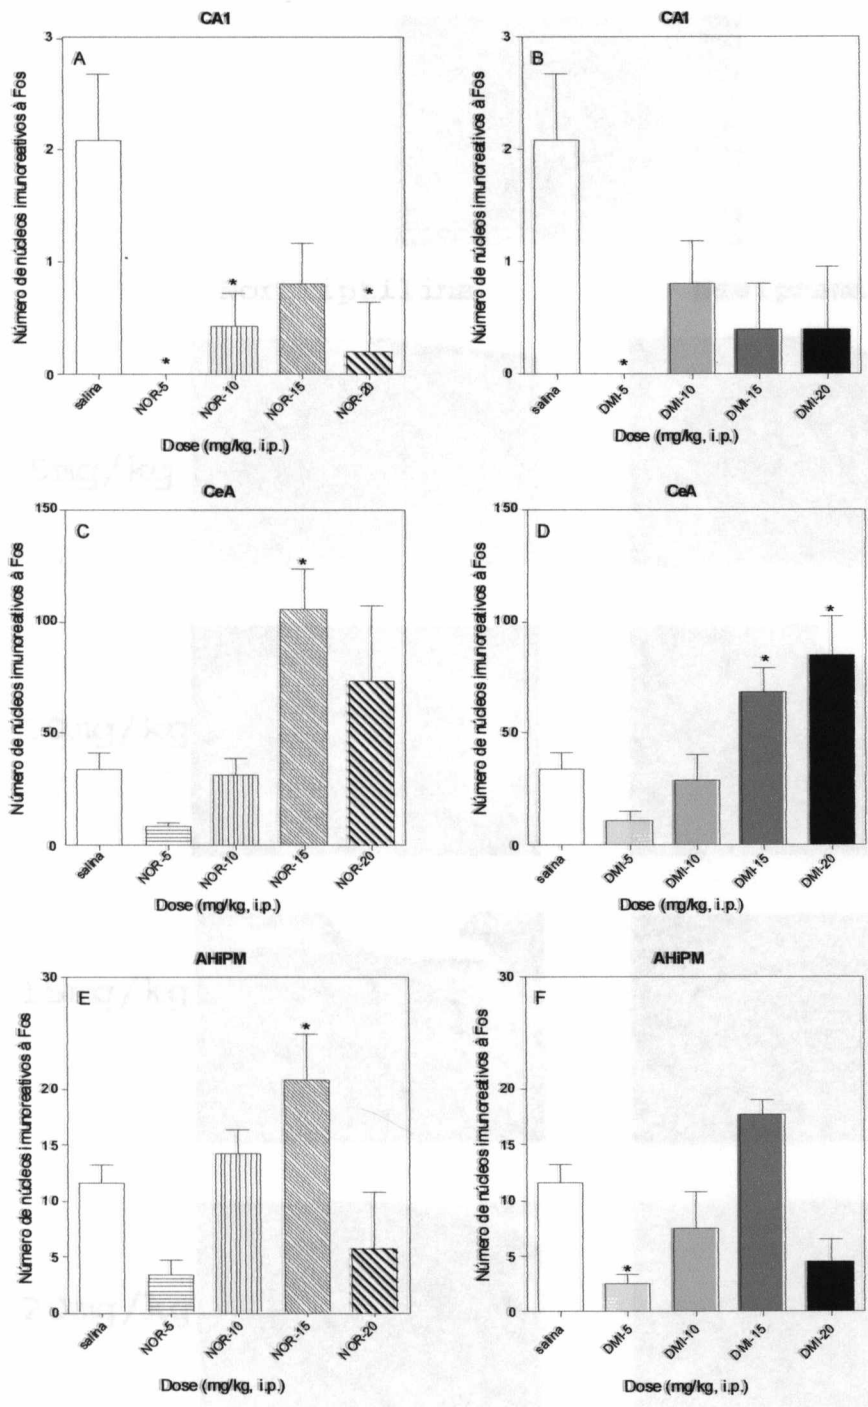 CA1
A
Número de núcleos imunoreativos à Fos
3
2
1
0
*
*
*
salina
NOR-5
NOR-10
NOR-15
NOR-20
Dose (mg/kg, i.p.)
CA1
B
Número de núcleos imunoreativos à Fos
3
2
1
0
*
salina
DMI-5
DMI-10
DMI-15
DMI-20
Dose (mg/kg, i.p.)
CeA
C
Número de núcleos imunoreativos à Fos
150
100
50
0
*
salina
NOR-5
NOR-10
NOR-15
NOR-20
Dose (mg/kg, i.p.)
CeA
D
Número de núcleos imunoreativos à Fos
150
100
50
0
*
*
salina
DMI-5
DMI-10
DMI-15
DMI-20
Dose (mg/kg, i.p.)
AHiPM
E
Número de núcleos imunoreativos à Fos
30
25
20
15
10
5
0
*
salina
NOR-5
NOR-10
NOR-15
NOR-20
Dose (mg/kg, i.p.)
AHiPM
F
Número de núcleos imunoreativos à Fos
30
20
15
10
5
0
*
salina
DMI-5
DMI-10
DMI-15
DMI-20
Dose (mg/kg, i.p.)